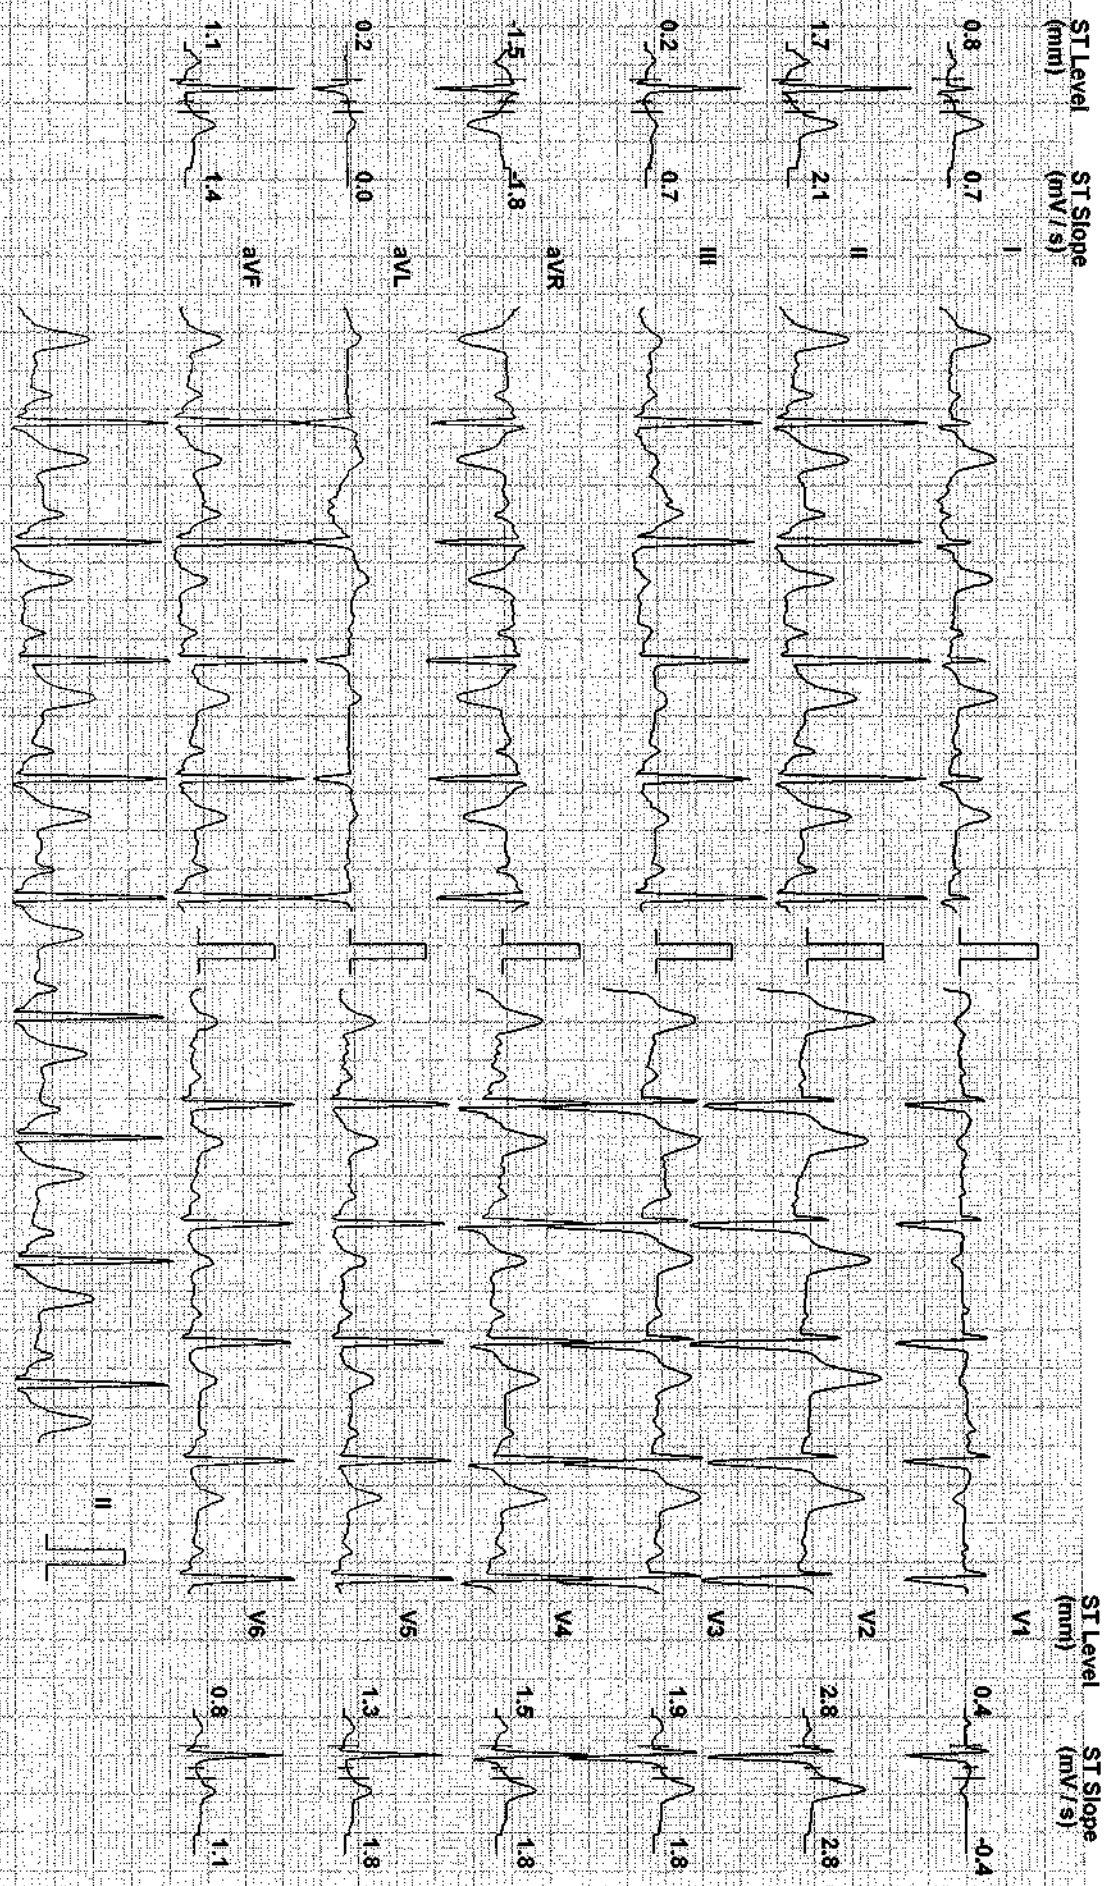 ST Level
(mm)
ST Slope
(mV / s)
0.8
0.7
I
1.7
2.1
II
0.2
0.7
III
-1.5
-1.8
aVR
0.2
0.0
aVL
1.1
1.4
aVF
ST Level
(mm)
ST Slope
(mV / s)
V1
0.4
-0.4
V2
2.8
2.8
V3
1.9
1.8
V4
1.5
1.8
V5
1.3
1.8
V6
0.8
1.1
II